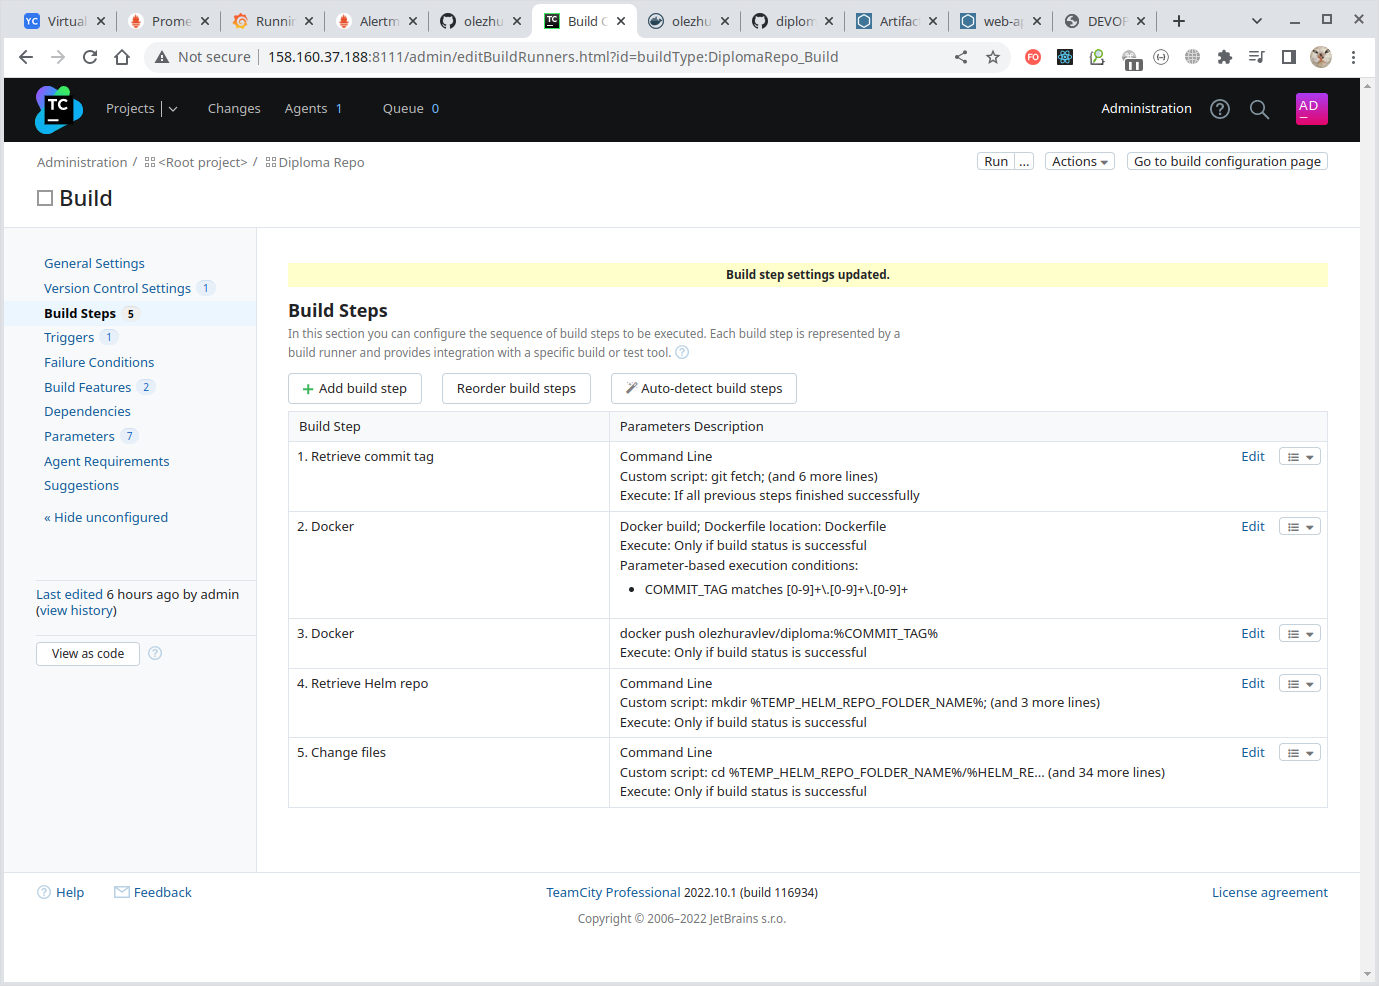 Virtual
Prome
Runnin
Alertm
olezhu
Build C
olezhu
diplom
Artifac
web-ap
DEVOP
Not secure
158.160.37.188:8111/admin/editBuildRunners.html?id=buildType:DiplomaRepo_Build
Projects
Changes
Agents 1
Queue 0
Administration
AD
Administration / <Root project> / Diploma Repo
Run ...
Actions
Go to build configuration page
Build
General Settings
Version Control Settings 1
Build Steps 5
Triggers 1
Failure Conditions
Build Features 2
Dependencies
Parameters 7
Agent Requirements
Suggestions
« Hide unconfigured
Last edited 6 hours ago by admin
(view history)
View as code
Build step settings updated.
Build Steps
In this section you can configure the sequence of build steps to be executed. Each build step is represented by a
build runner and provides integration with a specific build or test tool.
Add build step
Reorder build steps
Auto-detect build steps
Build Step
Parameters Description
1. Retrieve commit tag
Command Line
Custom script: git fetch; (and 6 more lines)
Execute: If all previous steps finished successfully
Edit
2. Docker
Docker build; Dockerfile location: Dockerfile
Execute: Only if build status is successful
Parameter-based execution conditions:
• COMMIT_TAG matches [0-9]+\.[0-9]+\.[0-9]+
Edit
3. Docker
docker push olezhuravlev/diploma:%COMMIT_TAG%
Execute: Only if build status is successful
Edit
4. Retrieve Helm repo
Command Line
Custom script: mkdir %TEMP_HELM_REPO_FOLDER_NAME%; (and 3 more lines)
Execute: Only if build status is successful
Edit
5. Change files
Command Line
Custom script: cd %TEMP_HELM_REPO_FOLDER_NAME%/%HELM_RE... (and 34 more lines)
Execute: Only if build status is successful
Edit
Help
Feedback
TeamCity Professional 2022.10.1 (build 116934)
License agreement
Copyright © 2006–2022 JetBrains s.r.o.